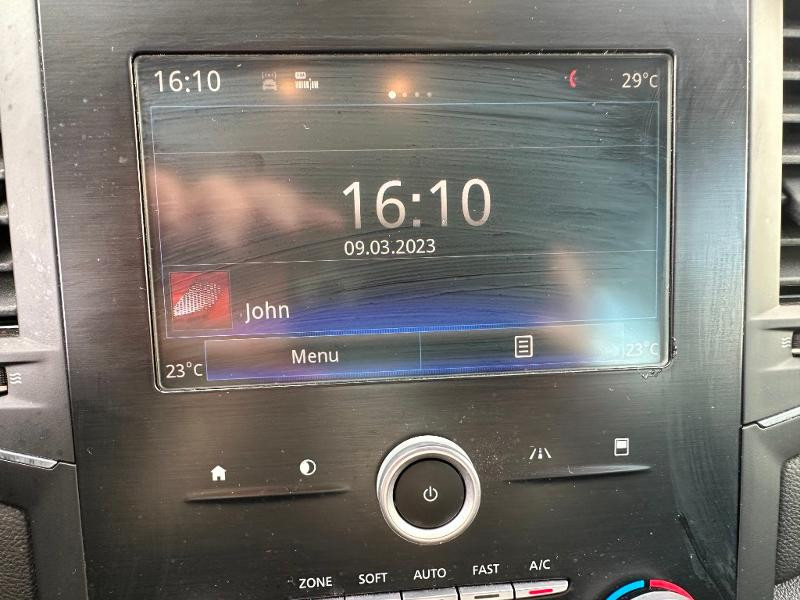 16:10 29°C
16:10
09.03.2023
John
Menu
23°C 23°C
ZONE SOFT AUTO FAST A/C